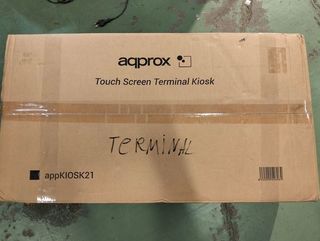 aqprox
Touch Screen Terminal Kiosk
TERMINAL
appKIOSK21